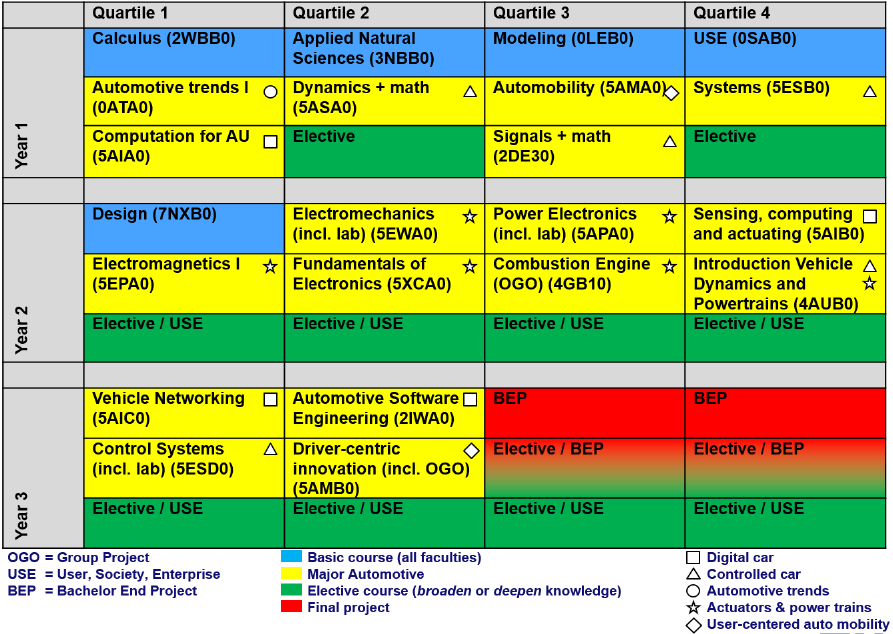 Quartile 1 Quartile 2 Quartile 3 Quartile 4
Year 1
Calculus (2WBB0)
Applied Natural
Sciences (3NBB0)
Modeling (0LEB0)
USE (0SAB0)
Automotive trends I
(0ATA0)
Dynamics + math
(5ASA0)
Automobility (5AMA0)
Systems (5ESB0)
Computation for AU
(5AIA0)
Elective
Signals + math
(2DE30)
Elective
Year 2
Design (7NXB0)
Electromechanics
(incl. lab) (5EWA0)
Power Electronics
(incl. lab) (5APA0)
Sensing, computing
and actuating (5AIB0)
Electromagnetics I
(5EPA0)
Fundamentals of
Electronics (5XCA0)
Combustion Engine
(OGO) (4GB10)
Introduction Vehicle
Dynamics and
Powertrains (4AUB0)
Elective / USE
Elective / USE
Elective / USE
Elective / USE
Year 3
Vehicle Networking
(5AIC0)
Automotive Software
Engineering (2IWA0)
BEP
BEP
Control Systems
(incl. lab) (5ESD0)
Driver-centric
innovation (incl. OGO)
(5AMB0)
Elective / BEP
Elective / BEP
Elective / USE
Elective / USE
Elective / USE
Elective / USE
OGO = Group Project
USE = User, Society, Enterprise
BEP = Bachelor End Project
Basic course (all faculties)
Major Automotive
Elective course (broaden or deepen knowledge)
Final project
Digital car
Controlled car
Automotive trends
Actuators & power trains
User-centered auto mobility